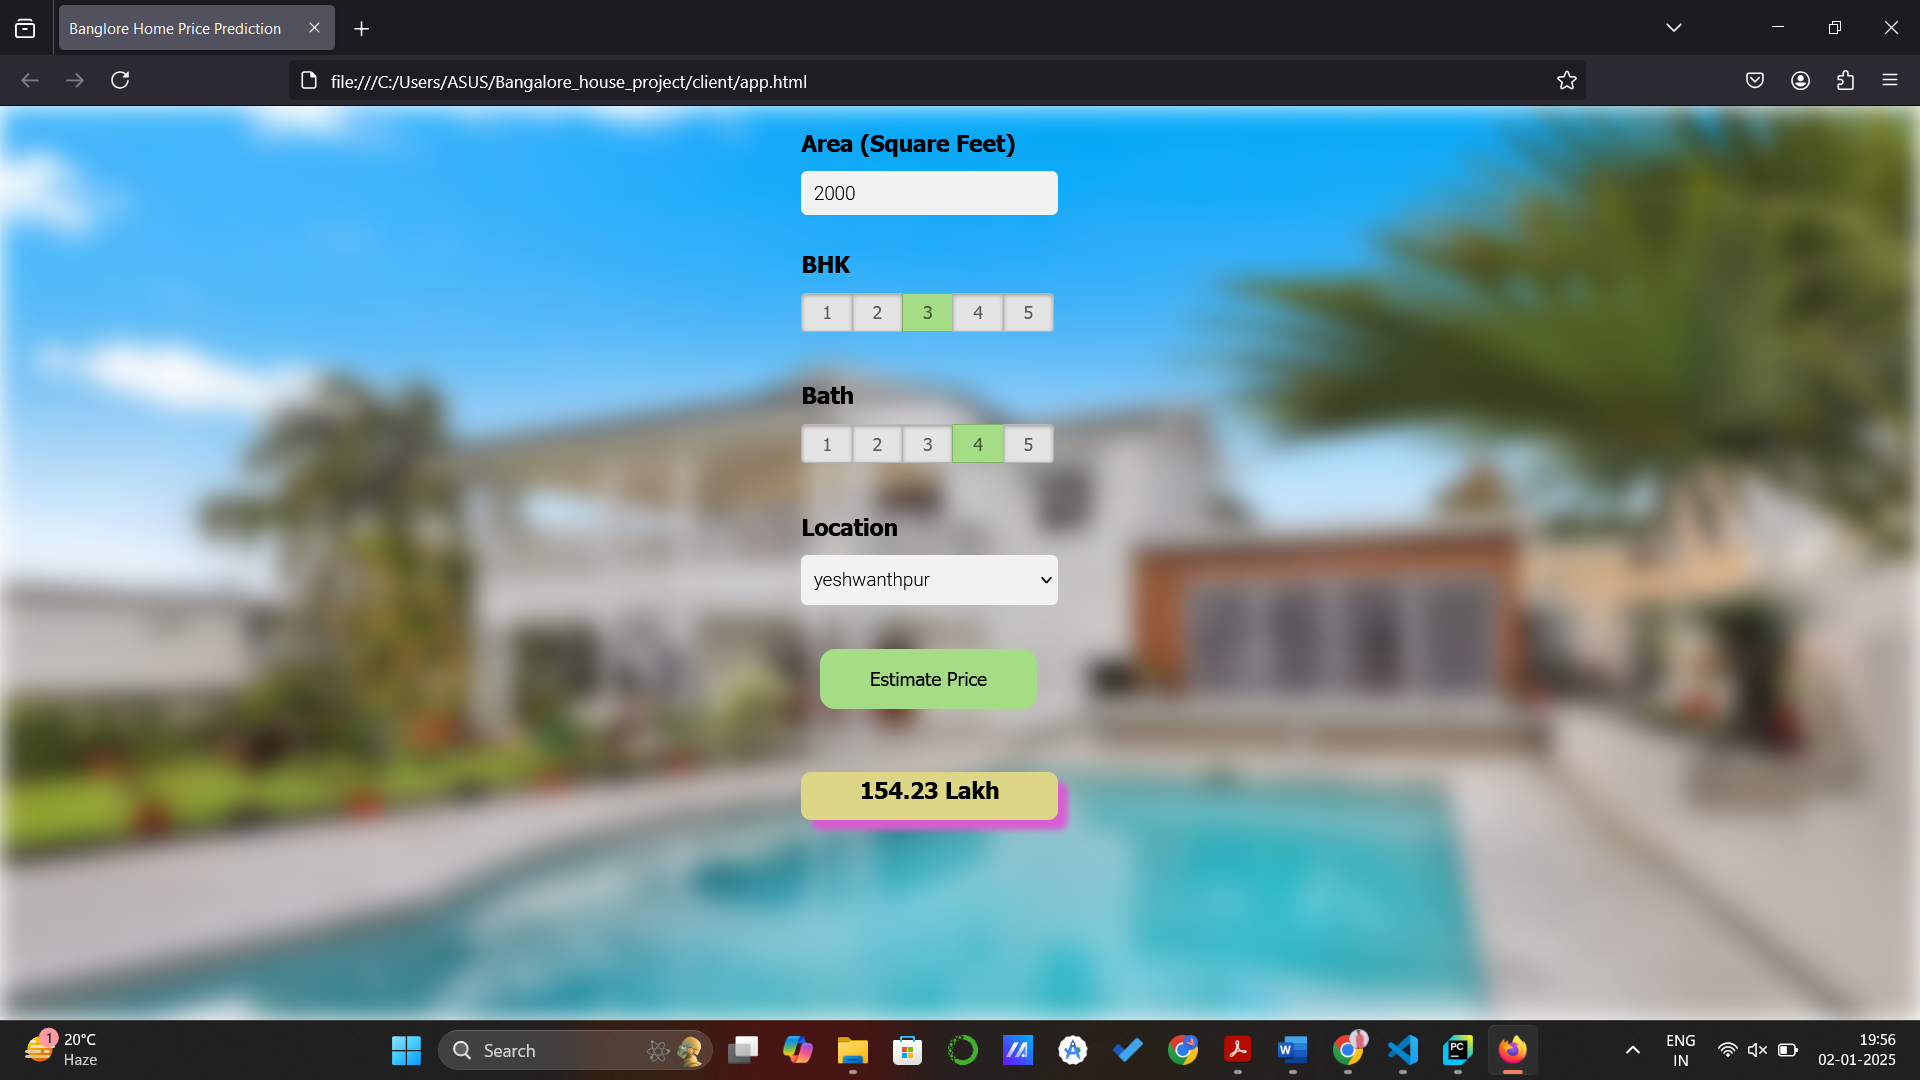 Banglore Home Price Prediction
file:///C:/Users/ASUS/Bangalore_house_project/client/app.html
Area (Square Feet)
2000
BHK
1 2 3 4 5
Bath
1 2 3 4 5
Location
yeshwanthpur
Estimate Price
154.23 Lakh
1
20°C
Haze
Search
W
PC
ENG
IN
19:56
02-01-2025